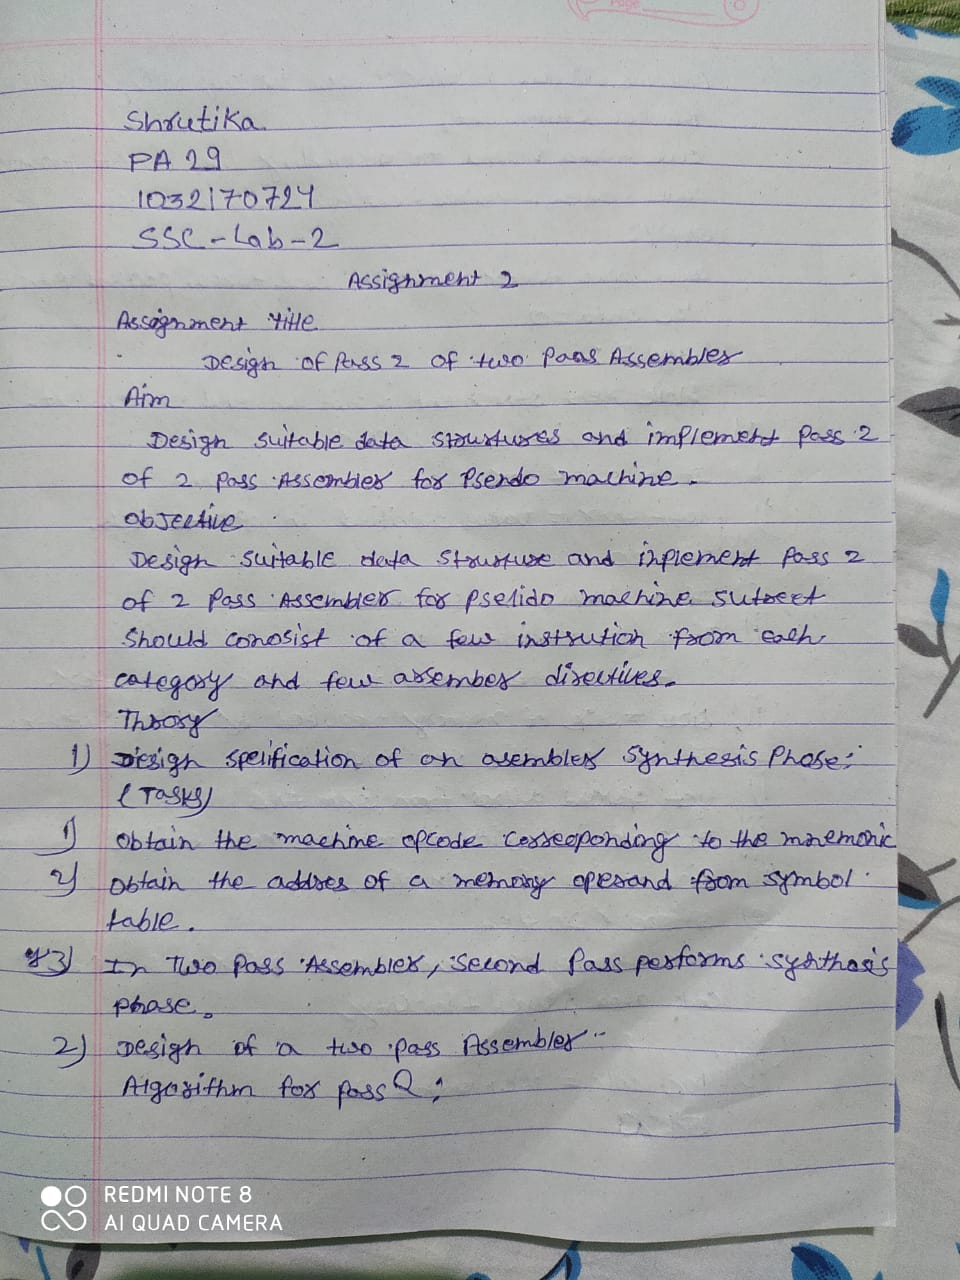 Page
Shrutika
PA 29
1032170724
SSC-Lab-2
Assignment 2
Assignment title
Design of Pass 2 of two Pass Assembler
Aim
Design suitable data structures and implement Pass 2
of 2 Pass Assembler for Psendo machine.
Objective
Design suitable data structure and inplement Pass 2
of 2 Pass Assembler for Pseudo machine sutseet
should conosist of a few instrution from each
category and few assember directives.
Theory
1) Design spelification of an asembler Synthesis Phase:
(Tasks)
1) Obtain the machine opcode correoponding to the mnemonic
2) Obtain the addres of a memory operand from symbol
table.
3) In Two Pass Assembler, Second Pass performs sythhosis
phase.
2) Design of a two pass Assembler -
Algorithm for pass 2:
REDMI NOTE 8
AI QUAD CAMERA